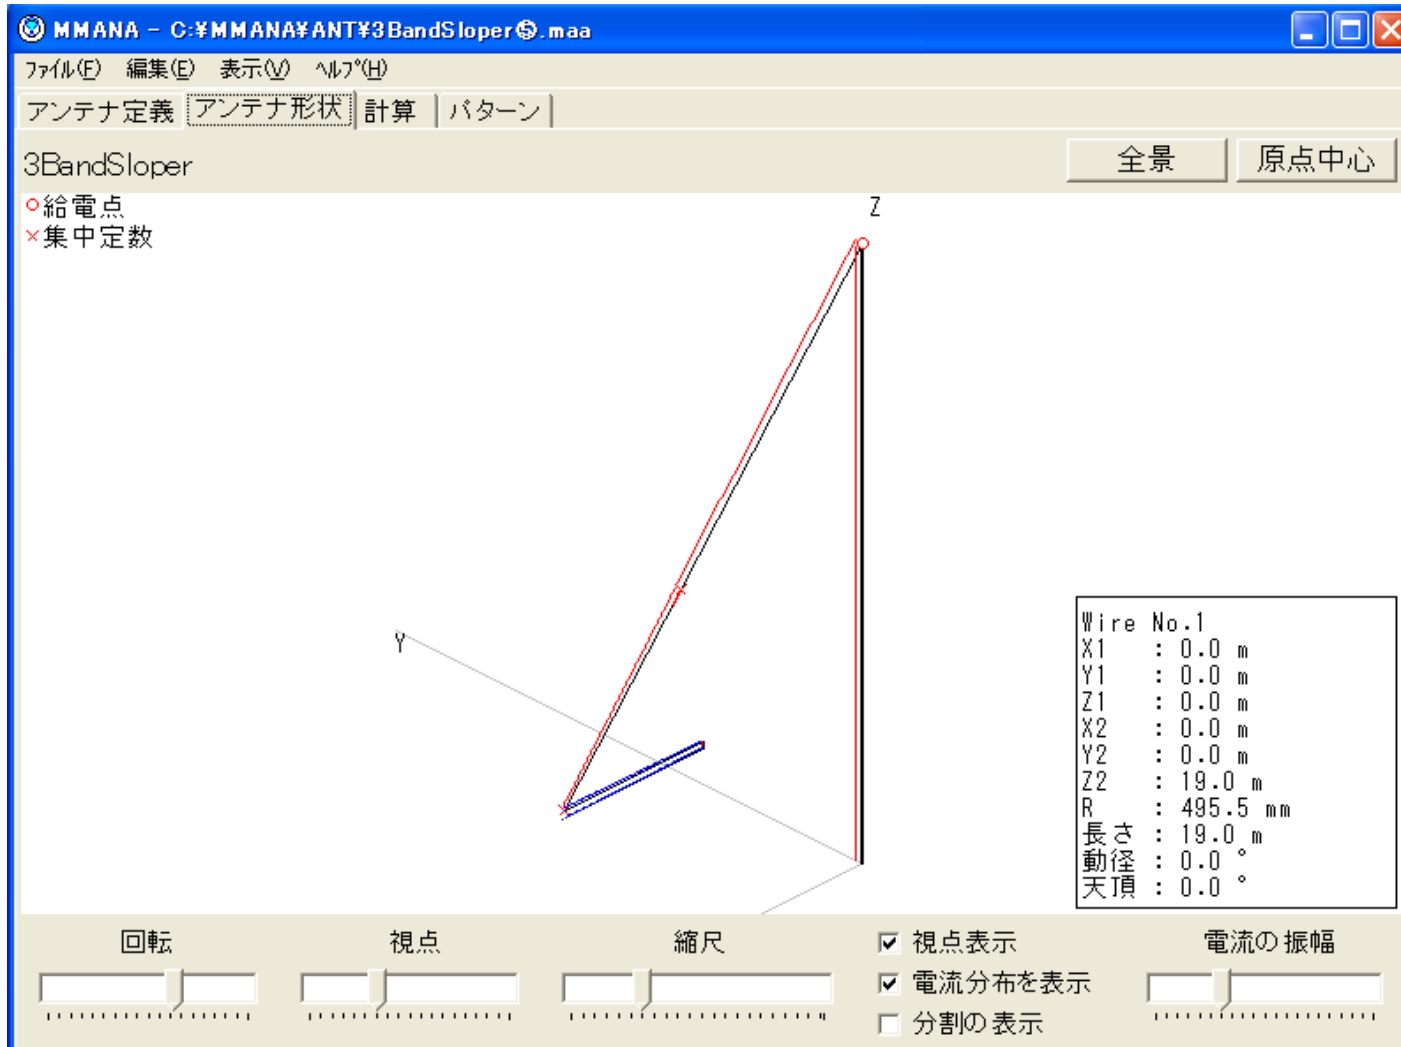 MMANA - C:¥MMANA¥ANT¥3BandSloper⑤.maa
ファイル(F) 編集(E) 表示(V) ヘルプ(H)
アンテナ定義 アンテナ形状 計算 パターン
3BandSloper 全景 原点中心
○給電点
×集中定数
Z
Y
Wire No.1
X1 : 0.0 m
Y1 : 0.0 m
Z1 : 0.0 m
X2 : 0.0 m
Y2 : 0.0 m
Z2 : 19.0 m
R : 495.5 mm
長さ : 19.0 m
動径 : 0.0 °
天頂 : 0.0 °
回転 視点 縮尺 視点表示 電流の振幅
電流分布を表示
分割の表示